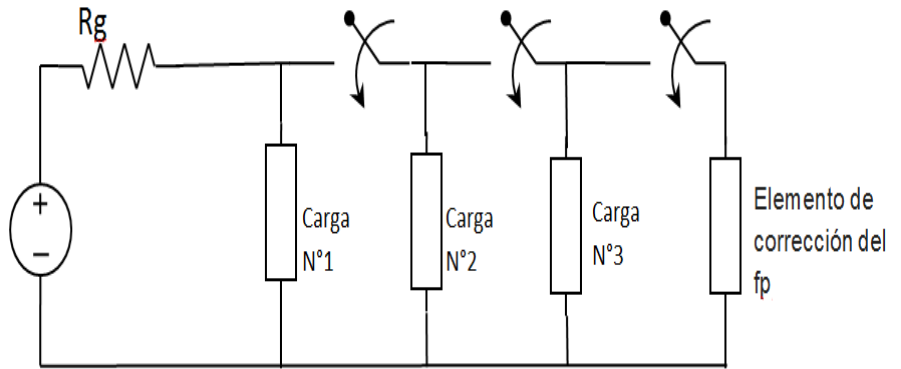 Rg
+
−
Carga
N°1
Carga
N°2
Carga
N°3
Elemento de
corrección del
fp